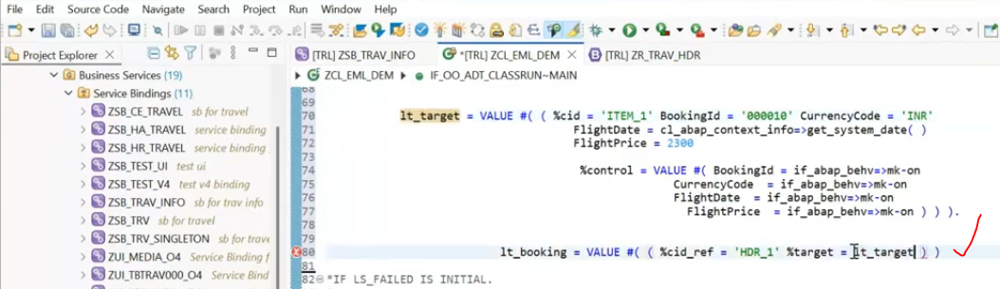 File Edit Source Code Navigate Search Project Run Window Help
Project Explorer
[TRL] ZSB_TRAV_INFO *[TRL] ZCL_EML_DEM [TRL] ZR_TRAV_HDR
ZCL_EML_DEM IF_OO_ADT_CLASSRUN~MAIN
Business Services (19)
Service Bindings (11)
ZSB_CE_TRAVEL sb for travel
ZSB_HA_TRAVEL service binding
ZSB_HR_TRAVEL service binding
ZSB_TEST_UI test ui
ZSB_TEST_V4 test v4 binding
ZSB_TRAV_INFO sb for trav info
ZSB_TRV sb for travel
ZSB_TRV_SINGLETON sb for trave
ZUI_MEDIA_O4 Service Binding f
ZUI_TBTRAV000_O4 Service Bind
68
69
70 lt_target = VALUE #( ( %cid = 'ITEM_1' BookingId = '000010' CurrencyCode = 'INR'
71 FlightDate = cl_abap_context_info=>get_system_date( )
72 FlightPrice = 2300
73
74 %control = VALUE #( BookingId = if_abap_behv=>mk-on
75 CurrencyCode = if_abap_behv=>mk-on
76 FlightDate = if_abap_behv=>mk-on
77 FlightPrice = if_abap_behv=>mk-on ) ) ).
78
79
80 lt_booking = VALUE #( ( %cid_ref = 'HDR_1' %target = lt_target ) )
81
82 *IF LS_FAILED IS INITIAL.